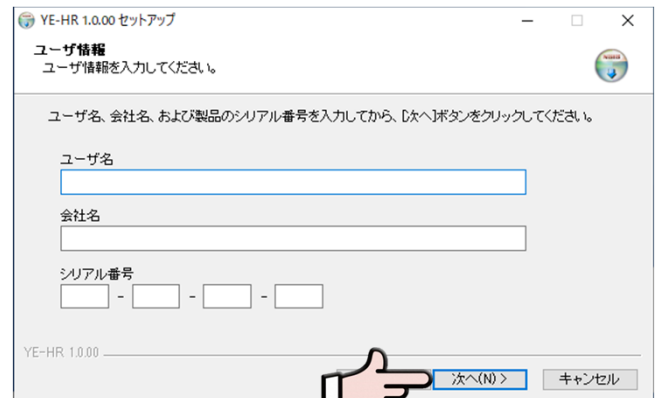 YE-HR 1.0.00 セットアップ
ユーザ情報
ユーザ情報を入力してください。
ユーザ名、会社名、および製品のシリアル番号を入力してから、[次へ]ボタンをクリックしてください。
ユーザ名
会社名
シリアル番号
- - -
YE-HR 1.0.00
次へ(N) >
キャンセル